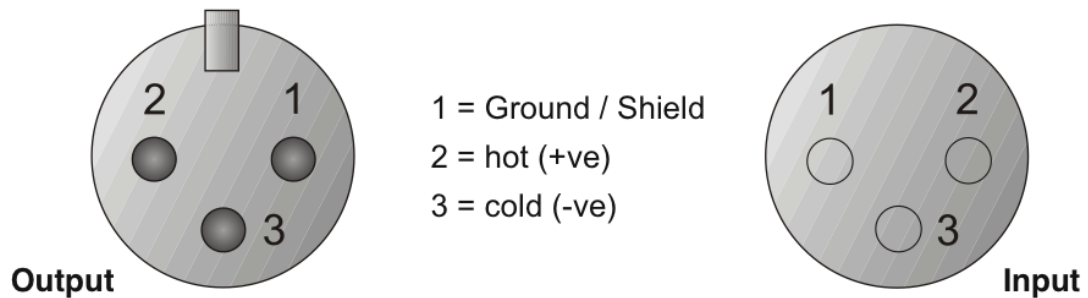 2 1
3
Output
1 = Ground / Shield
2 = hot (+ve)
3 = cold (-ve)
1 2
3
Input